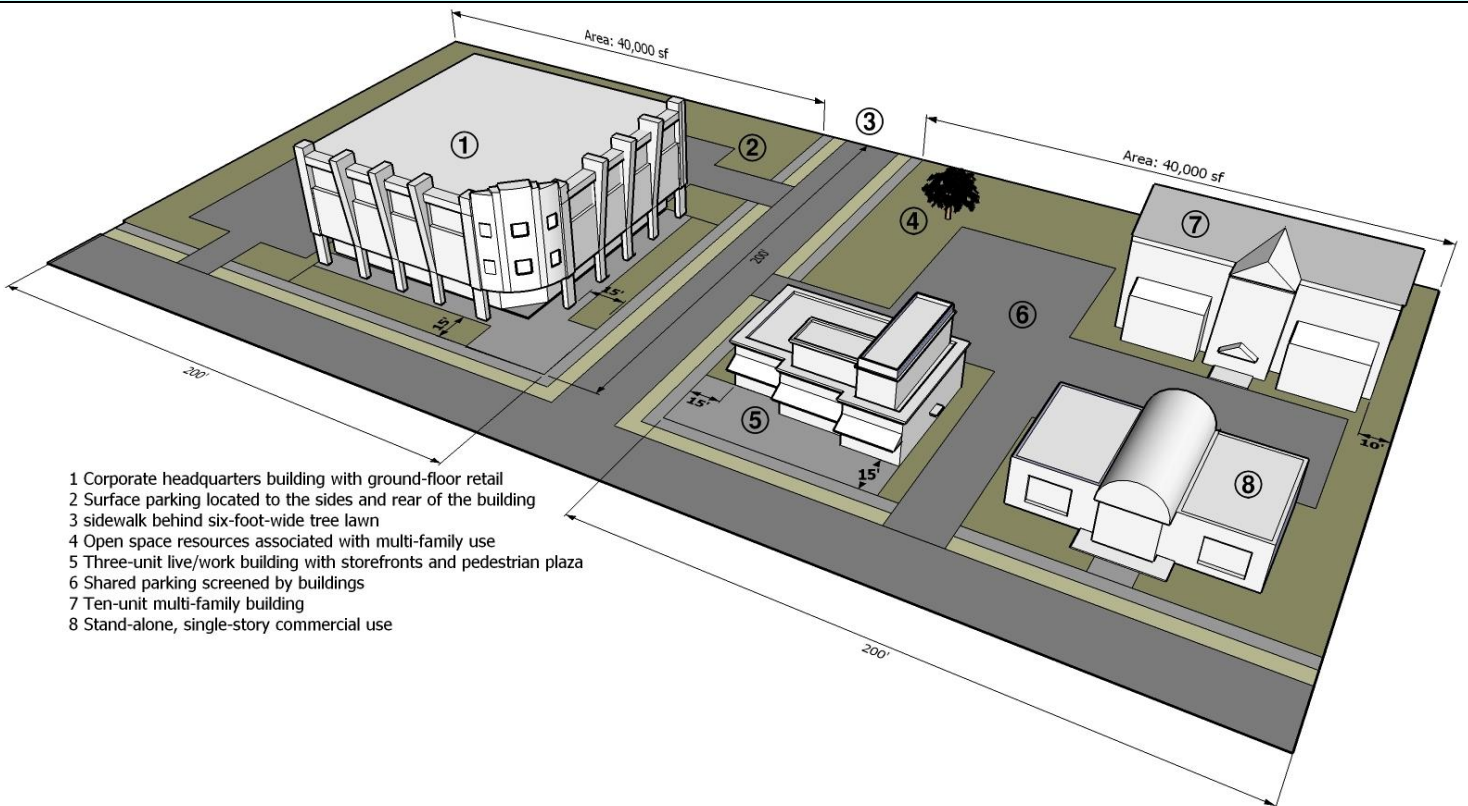 Area: 40,000 sf
③
①
②
Area: 40,000 sf
④
⑦
200'
15'
⑥
15'
200'
15'
⑤
10'
15'
⑧
1 Corporate headquarters building with ground-floor retail
2 Surface parking located to the sides and rear of the building
3 sidewalk behind six-foot-wide tree lawn
4 Open space resources associated with multi-family use
5 Three-unit live/work building with storefronts and pedestrian plaza
6 Shared parking screened by buildings
7 Ten-unit multi-family building
8 Stand-alone, single-story commercial use
200'